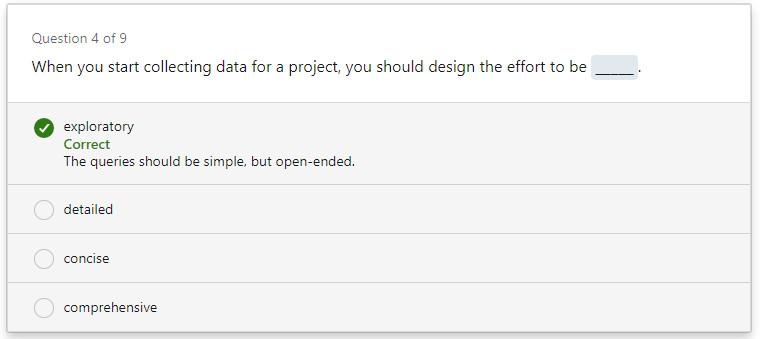 Question 4 of 9
When you start collecting data for a project, you should design the effort to be _____.
exploratory
Correct
The queries should be simple, but open-ended.
detailed
concise
comprehensive